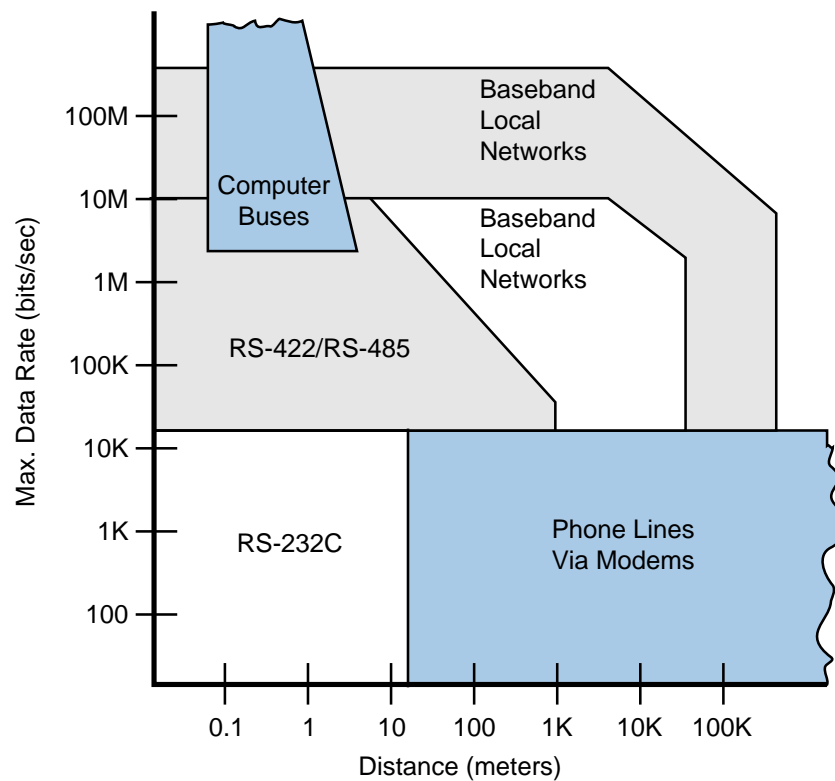 Max. Data Rate (bits/sec)
100M
10M
1M
100K
10K
1K
100
Baseband
Local
Networks
Computer
Buses
Baseband
Local
Networks
RS-422/RS-485
RS-232C
Phone Lines
Via Modems
0.1
1
10
100
1K
10K
100K
Distance (meters)